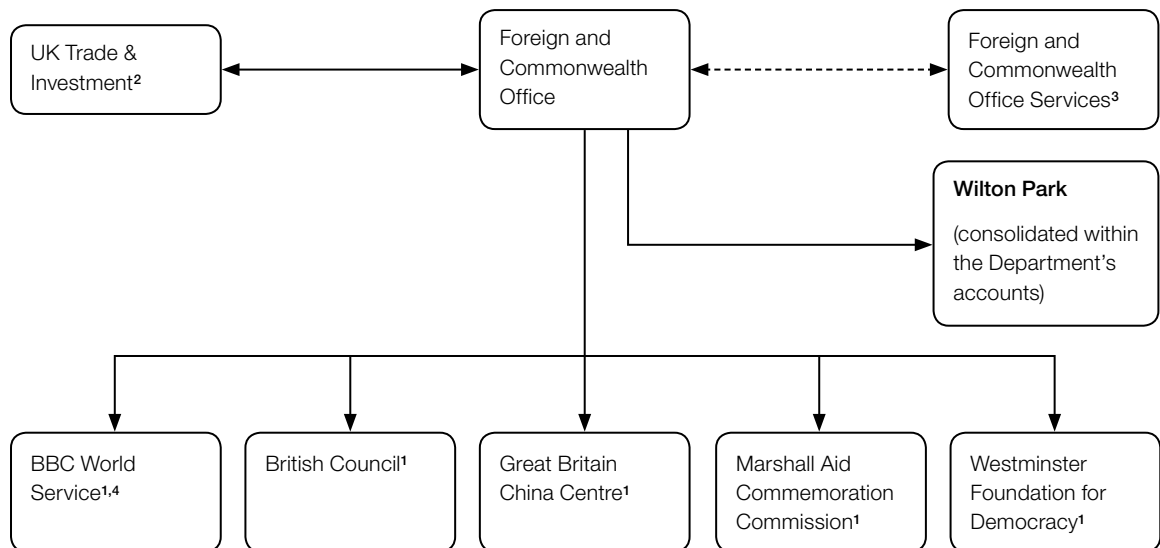 UK Trade &
Investment²
Foreign and
Commonwealth
Office
Foreign and
Commonwealth
Office Services³
Wilton Park
(consolidated within
the Department’s
accounts)
BBC World
Service¹,⁴
British Council¹
Great Britain
China Centre¹
Marshall Aid
Commemoration
Commission¹
Westminster
Foundation for
Democracy¹